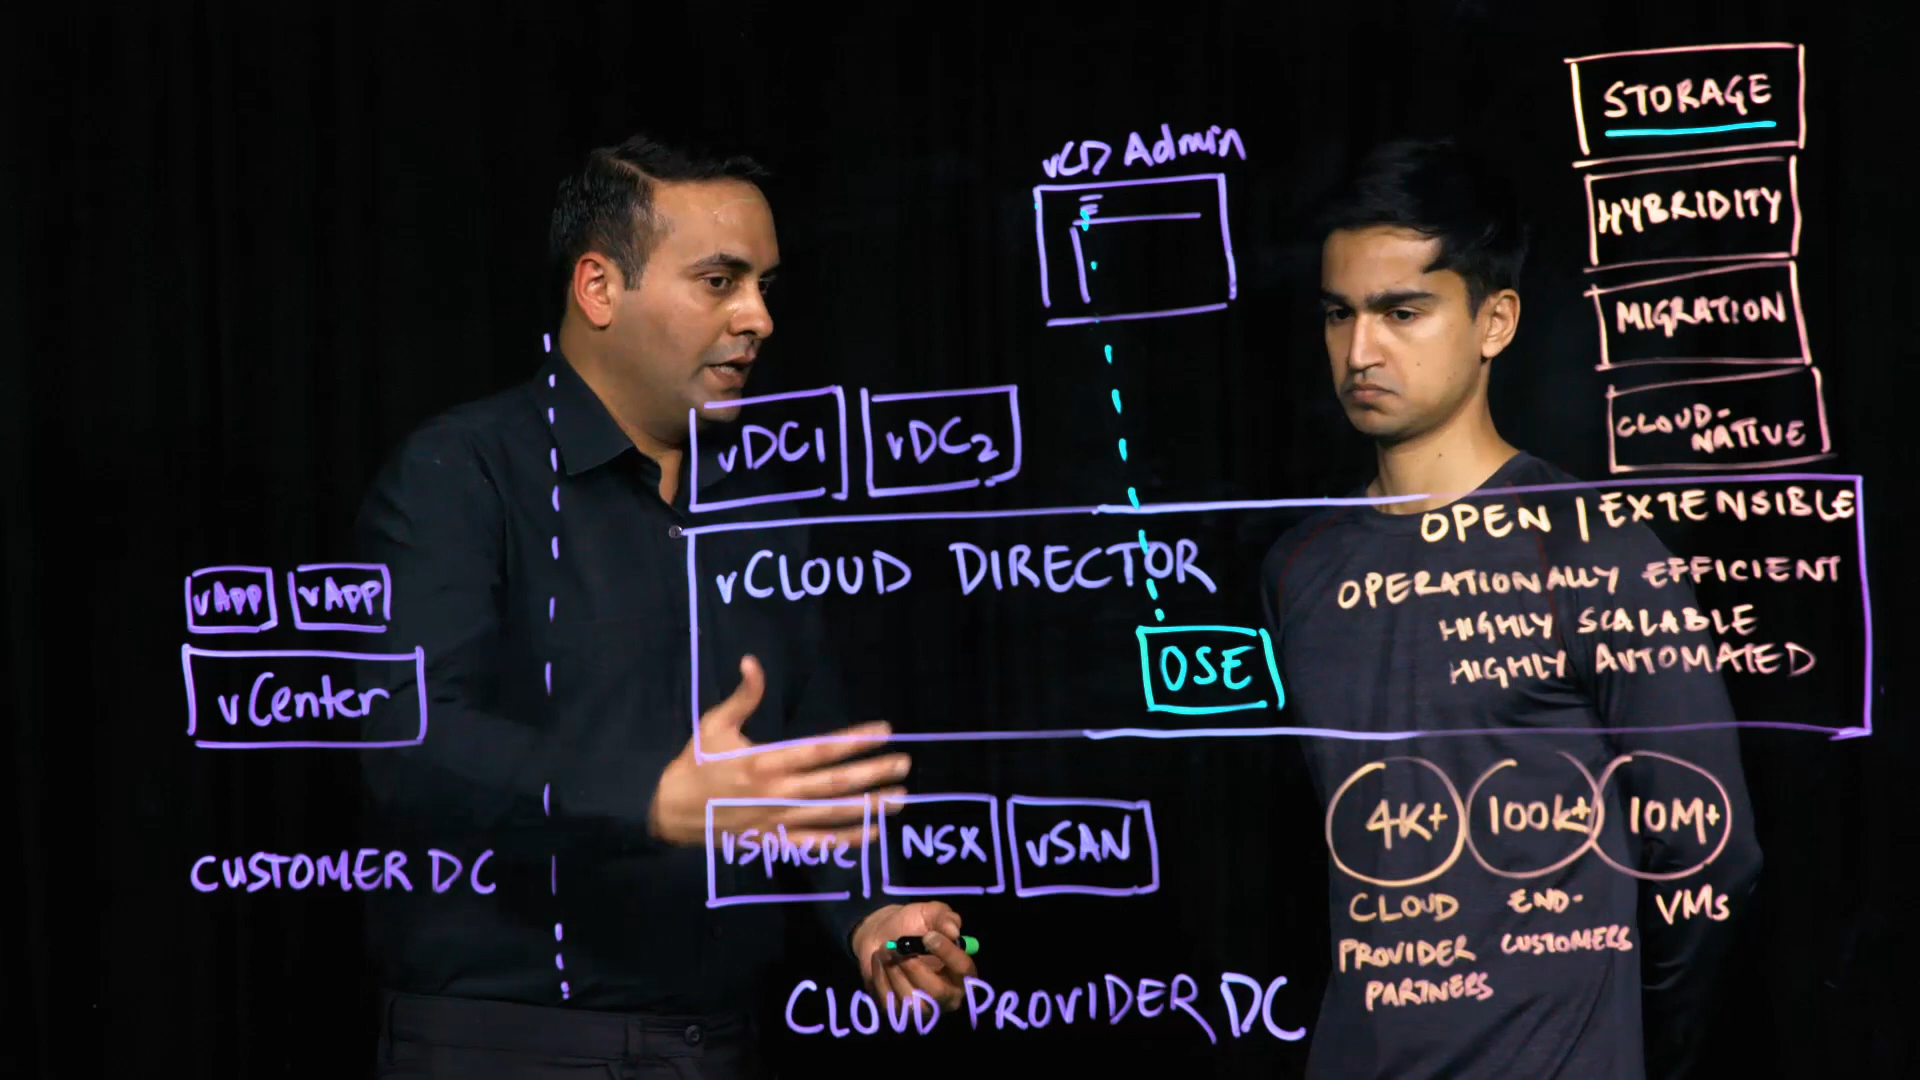 STORAGE
HYBRIDITY
MIGRATION
CLOUD-
NATIVE
vCD Admin
vDC1
vDC2
vCLOUD DIRECTOR
OSE
OPEN | EXTENSIBLE
OPERATIONALLY EFFICIENT
HIGHLY SCALABLE
HIGHLY AUTOMATED
vAPP
vAPP
vCenter
CUSTOMER DC
vSphere
NSX
vSAN
CLOUD PROVIDER DC
4K+
100K+
10M+
CLOUD
PROVIDER
PARTNERS
END-
CUSTOMERS
VMs